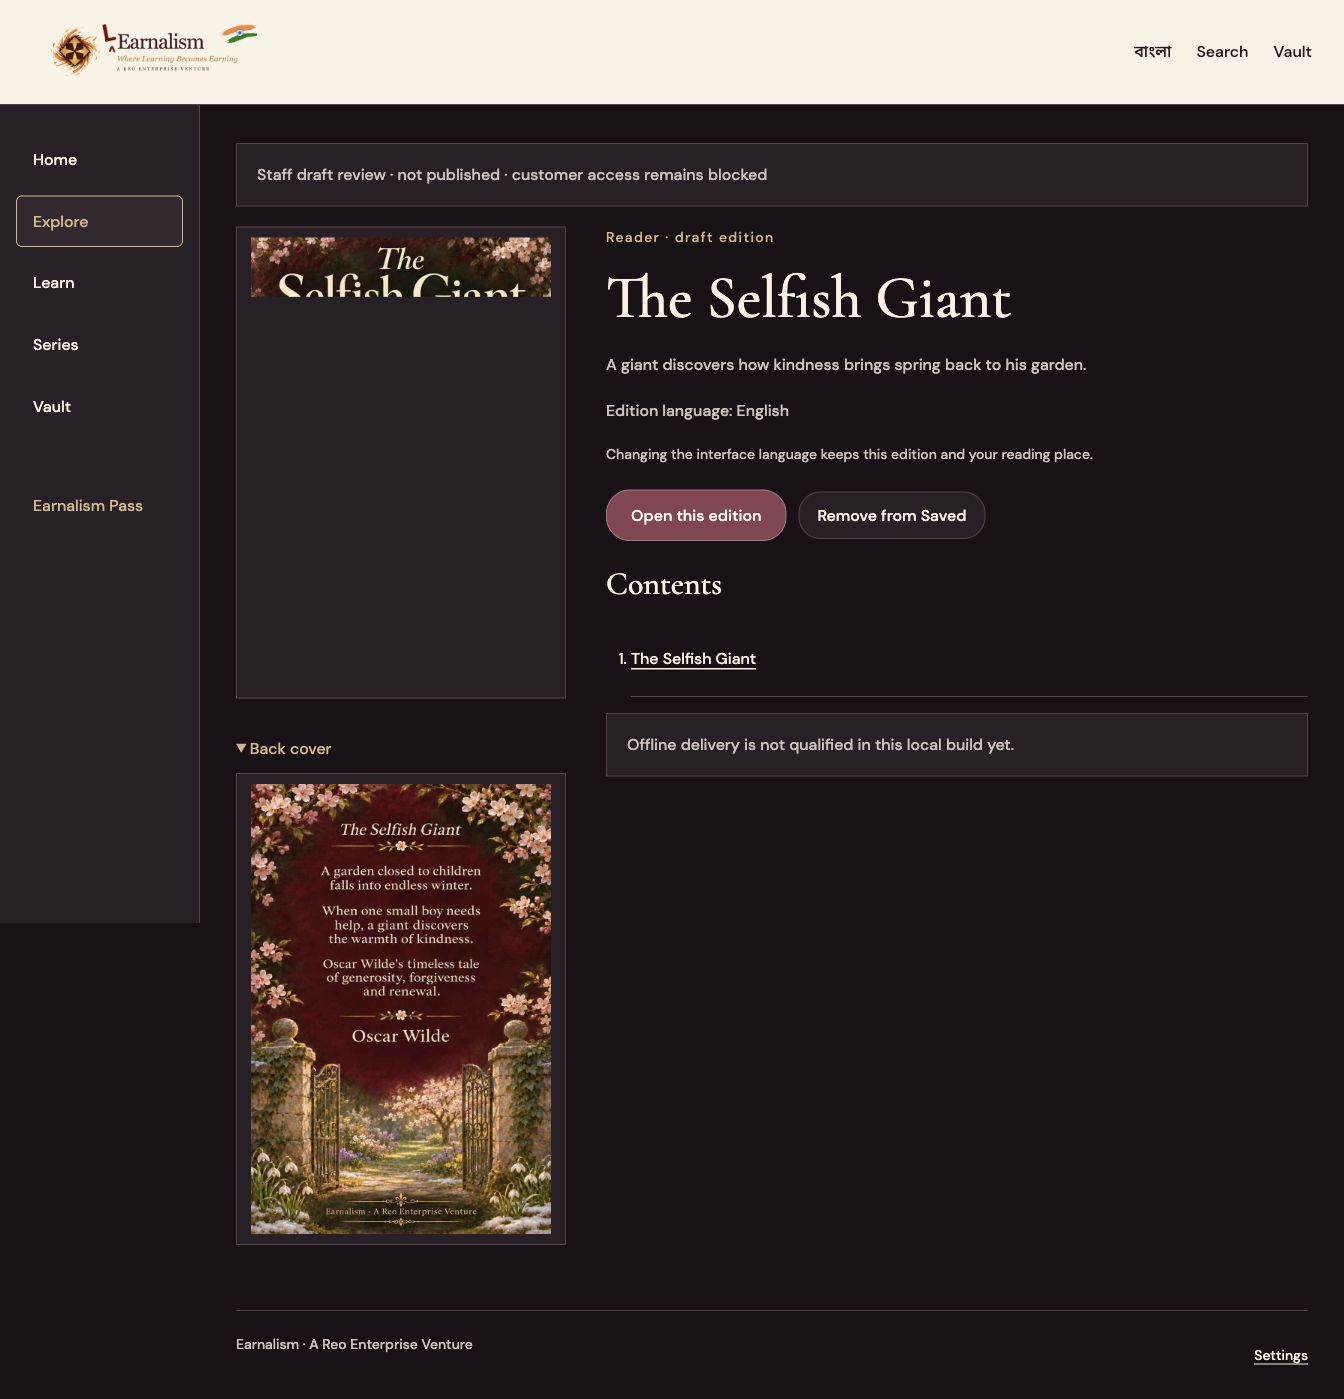 LEarnalism
Where Learning Becomes Earning
A REO ENTERPRISE VENTURE
বাংলা
Search
Vault
Home
Explore
Learn
Series
Vault
Earnalism Pass
Staff draft review · not published · customer access remains blocked
The
Selfish Giant
Back cover
The Selfish Giant
A garden closed to children
falls into endless winter.
When one small boy needs
help, a giant discovers
the warmth of kindness.
Oscar Wilde's timeless tale
of generosity, forgiveness
and renewal.
Oscar Wilde
Earnalism - A Reo Enterprise Venture
Reader · draft edition
The Selfish Giant
A giant discovers how kindness brings spring back to his garden.
Edition language: English
Changing the interface language keeps this edition and your reading place.
Open this edition
Remove from Saved
Contents
1. The Selfish Giant
Offline delivery is not qualified in this local build yet.
Earnalism · A Reo Enterprise Venture
Settings